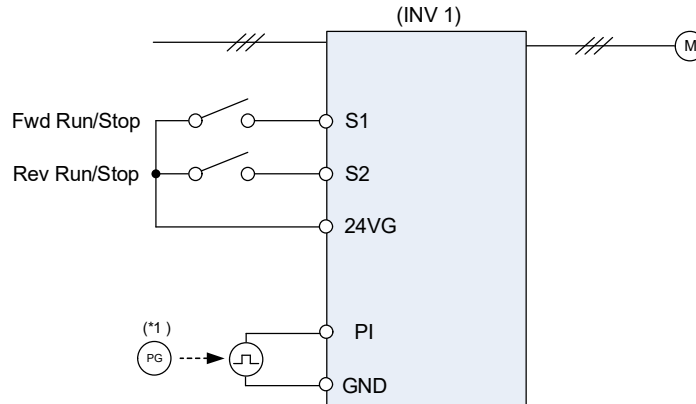 (INV 1)
M
Fwd Run/Stop
S1
Rev Run/Stop
S2
24VG
(*1 )
PI
PG
GND